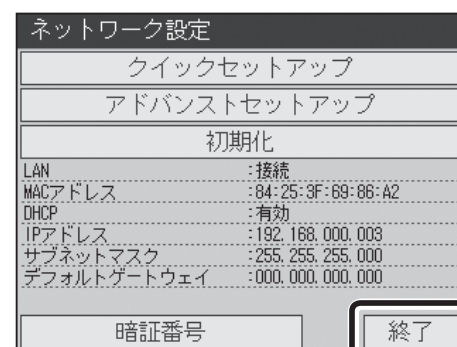 ネットワーク設定
クイックセットアップ
アドバンストセットアップ
初期化
LAN :接続
MACアドレス :84:25:3F:69:86:A2
DHCP :有効
IPアドレス :192.168.000.003
サブネットマスク :255.255.255.000
デフォルトゲートウェイ :000.000.000.000
暗証番号 終了